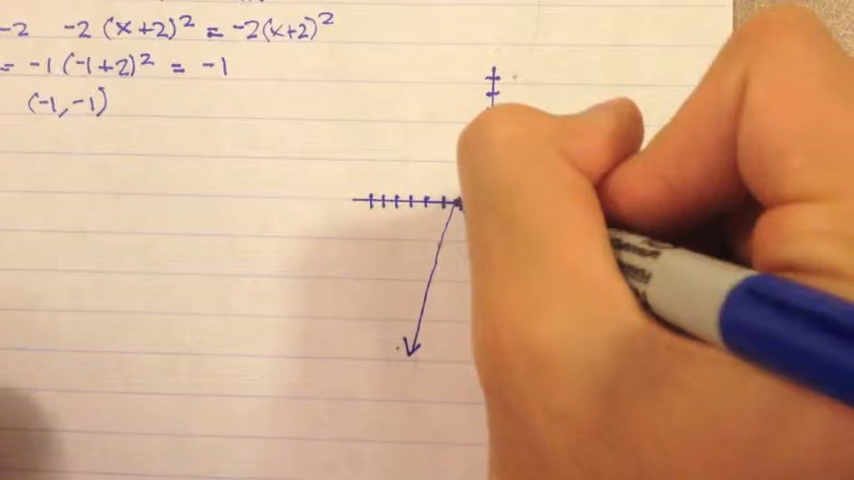 -2 -2 (x+2)² = -2(x+2)²
= -1 (-1+2)² = -1
(-1,-1)